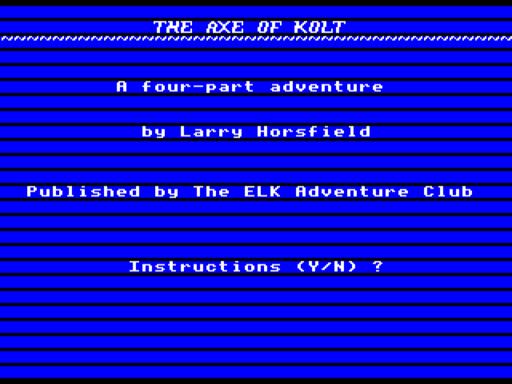 THE AXE OF KOLT
A four-part adventure
by Larry Horsfield
Published by The ELK Adventure Club
Instructions (Y/N) ?